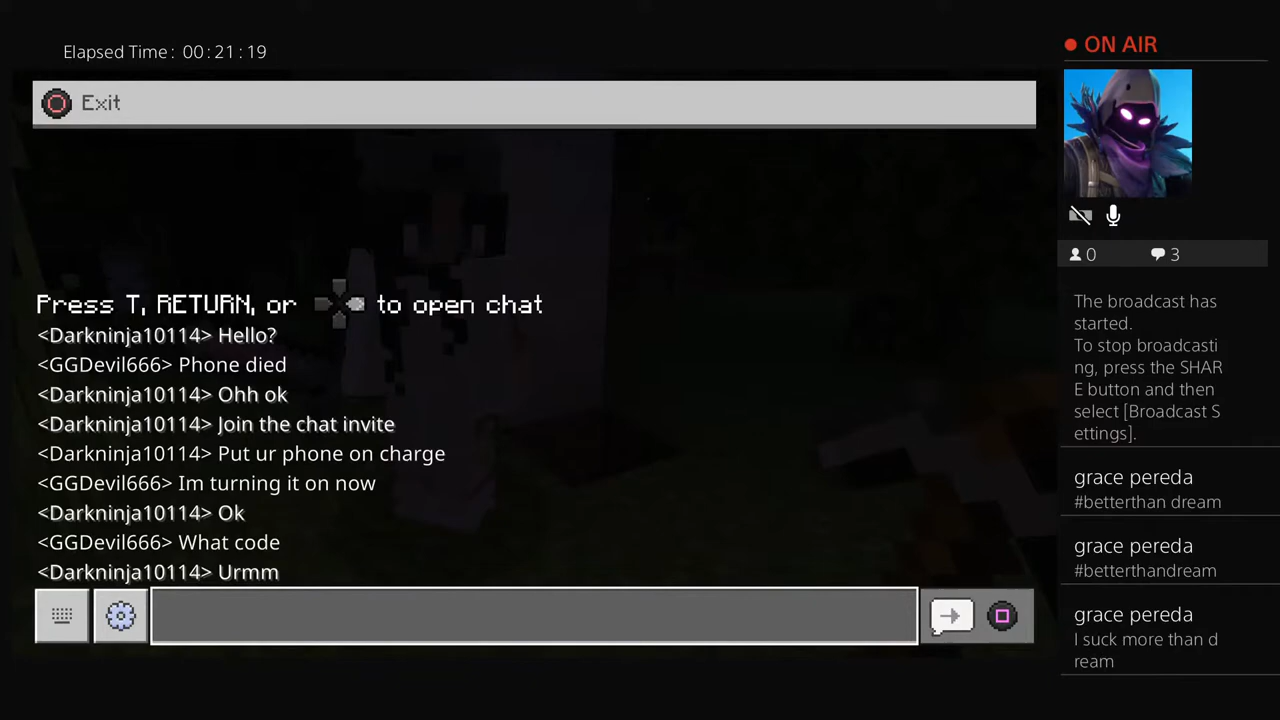 Elapsed Time: 00:21:19
ON AIR
Exit
0
3
Press T, RETURN, or to open chat
<Darkninja10114> Hello?
<GGDevil666> Phone died
<Darkninja10114> Ohh ok
<Darkninja10114> Join the chat invite
<Darkninja10114> Put ur phone on charge
<GGDevil666> Im turning it on now
<Darkninja10114> Ok
<GGDevil666> What code
<Darkninja10114> Urmm
The broadcast has
started.
To stop broadcasti
ng, press the SHAR
E button and then
select [Broadcast S
ettings].
grace pereda
#betterthan dream
grace pereda
#betterthandream
grace pereda
I suck more than d
ream